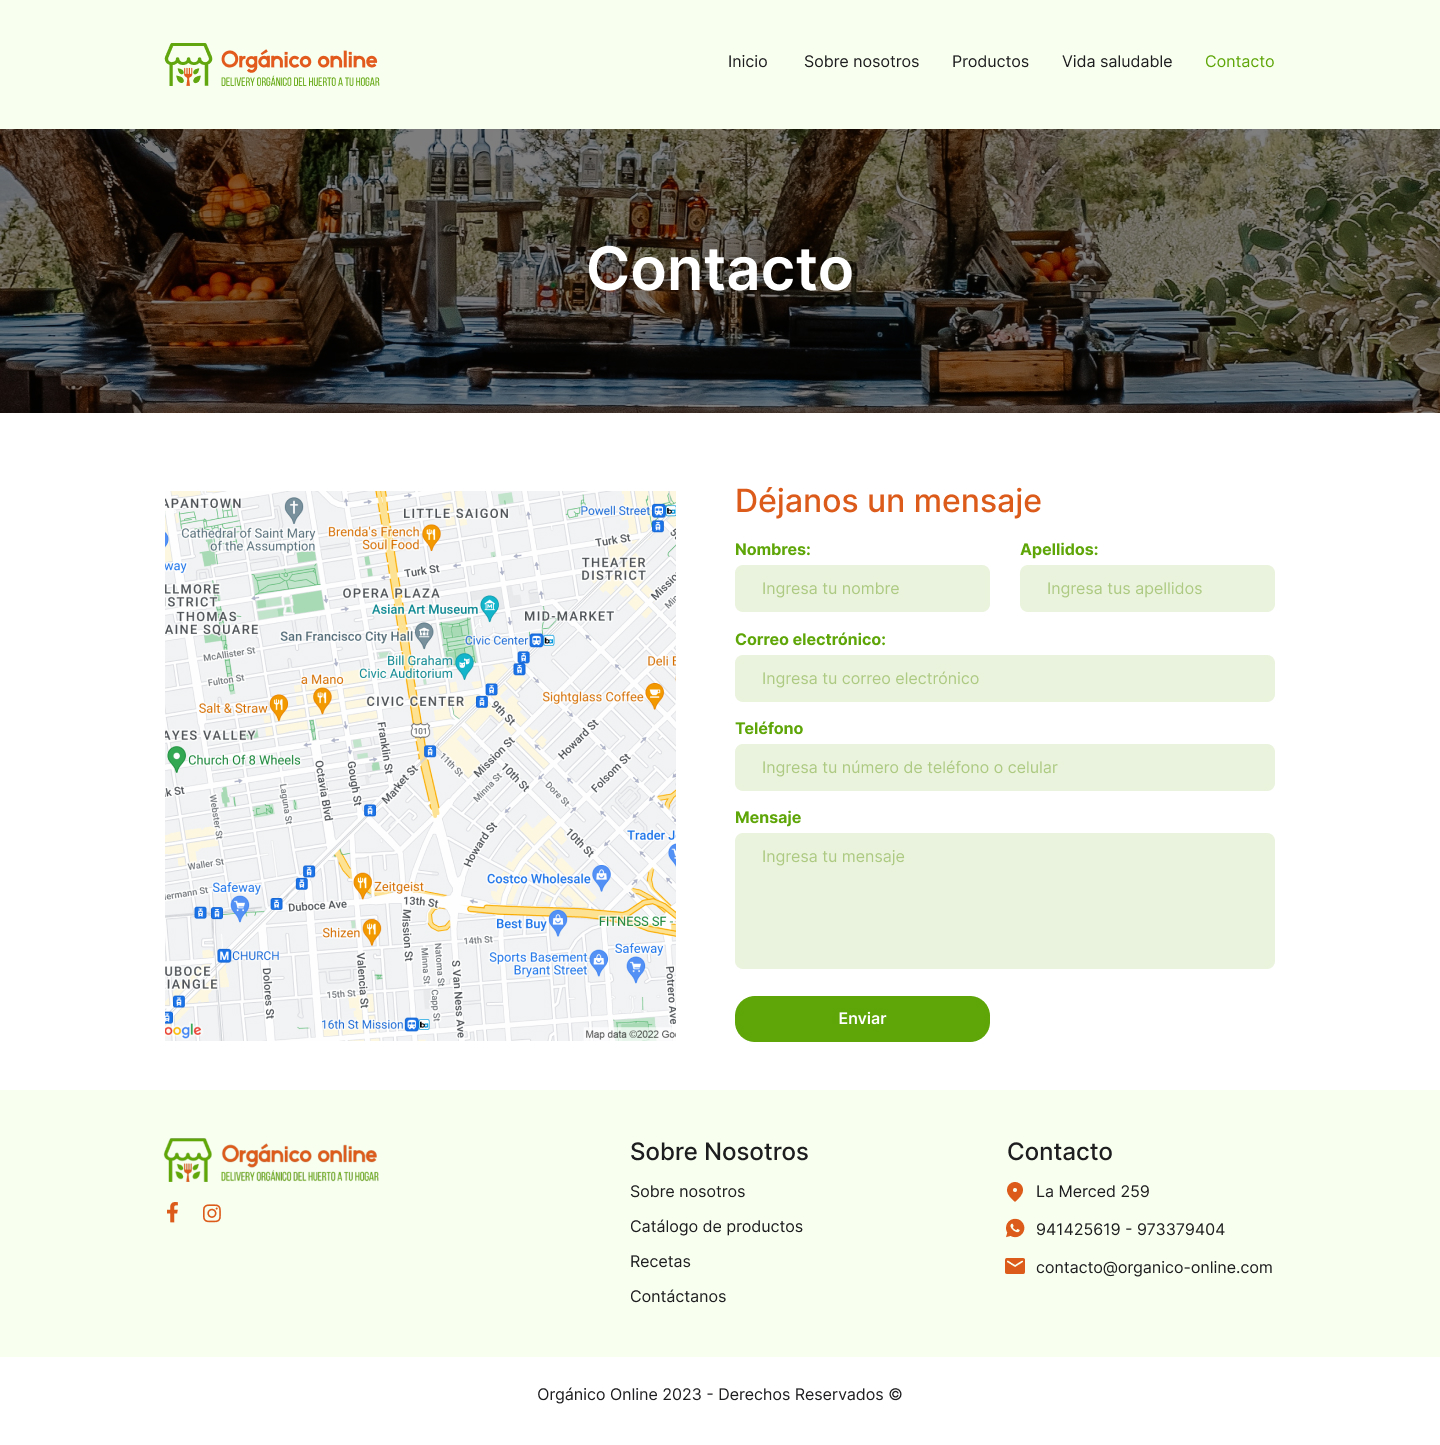 Orgánico online
DELIVERY ORGÁNICO DEL HUERTO A TU HOGAR
Inicio
Sobre nosotros
Productos
Vida saludable
Contacto
Contacto
APANTOWN
LITTLE SAIGON
Powell Street
Cathedral of Saint Mary
of the Assumption
Brenda's French
Soul Food
Turk St
way
Turk St
THEATER
DISTRICT
Mission
LLMORE
STRICT
OPERA PLAZA
Asian Art Museum
THOMAS
AINE SQUARE
MID-MARKET
San Francisco City Hall
Civic Center
McAllister St
Bill Graham
Civic Auditorium
Deli
Fulton St
a Mano
Salt & Straw
CIVIC CENTER
Sightglass Coffee
9th St
AYES VALLEY
Franklin St
101
Howard St
Church Of 8 Wheels
11th St
Mission St
Octavia Blvd
Gough St
Market St
10th St
Minna St
Folsom St
k St
Laguna St
Dore St
Webster St
Howard St
10th St
Trader J
Waller St
Costco Wholesale
ermann St
Safeway
Zeitgeist
Duboce Ave
13th St
Best Buy
FITNESS SF -
Shizen
Mission St
14th St
Safeway
M CHURCH
Sports Basement
Bryant Street
UBOCE
IANGLE
Dolores St
Valencia St
Minna St
Natoma St
Capp St
S Van Ness Ave
Potrero Ave
15th St
16th St Mission
oogle
Map data ©2022 Goo
Déjanos un mensaje
Nombres:
Apellidos:
Ingresa tu nombre
Ingresa tus apellidos
Correo electrónico:
Ingresa tu correo electrónico
Teléfono
Ingresa tu número de teléfono o celular
Mensaje
Ingresa tu mensaje
Enviar
Orgánico online
DELIVERY ORGÁNICO DEL HUERTO A TU HOGAR
Sobre Nosotros
Sobre nosotros
Catálogo de productos
Recetas
Contáctanos
Contacto
La Merced 259
941425619 - 973379404
contacto@organico-online.com
Orgánico Online 2023 - Derechos Reservados ©